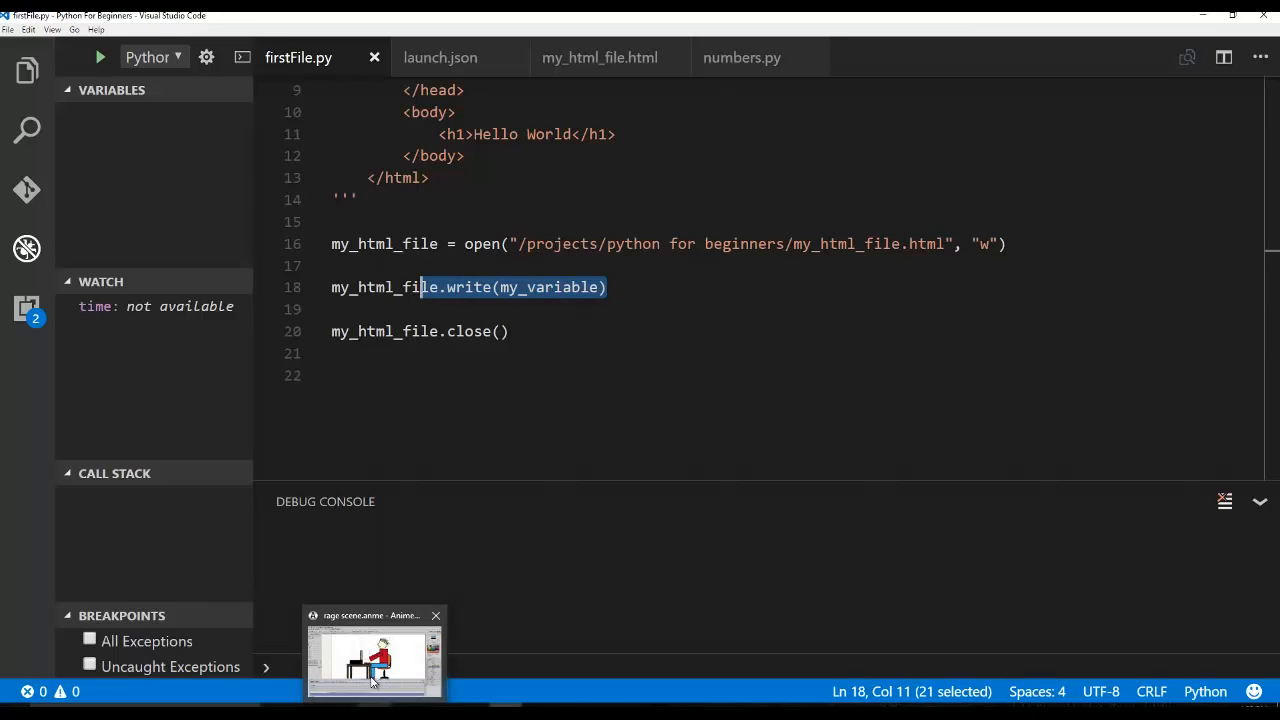 firstFile.py - Python For Beginners - Visual Studio Code
File Edit View Go Help
Python firstFile.py launch.json my_html_file.html numbers.py
VARIABLES
WATCH
time: not available
CALL STACK
BREAKPOINTS
All Exceptions
Uncaught Exceptions
2
9 </head>
10 <body>
11 <h1>Hello World</h1>
12 </body>
13 </html>
14 '''
15
16 my_html_file = open("/projects/python for beginners/my_html_file.html", "w")
17
18 my_html_file.write(my_variable)
19
20 my_html_file.close()
21
22
DEBUG CONSOLE
rage scene.anme - Anime...
0 0 Ln 18, Col 11 (21 selected) Spaces: 4 UTF-8 CRLF Python